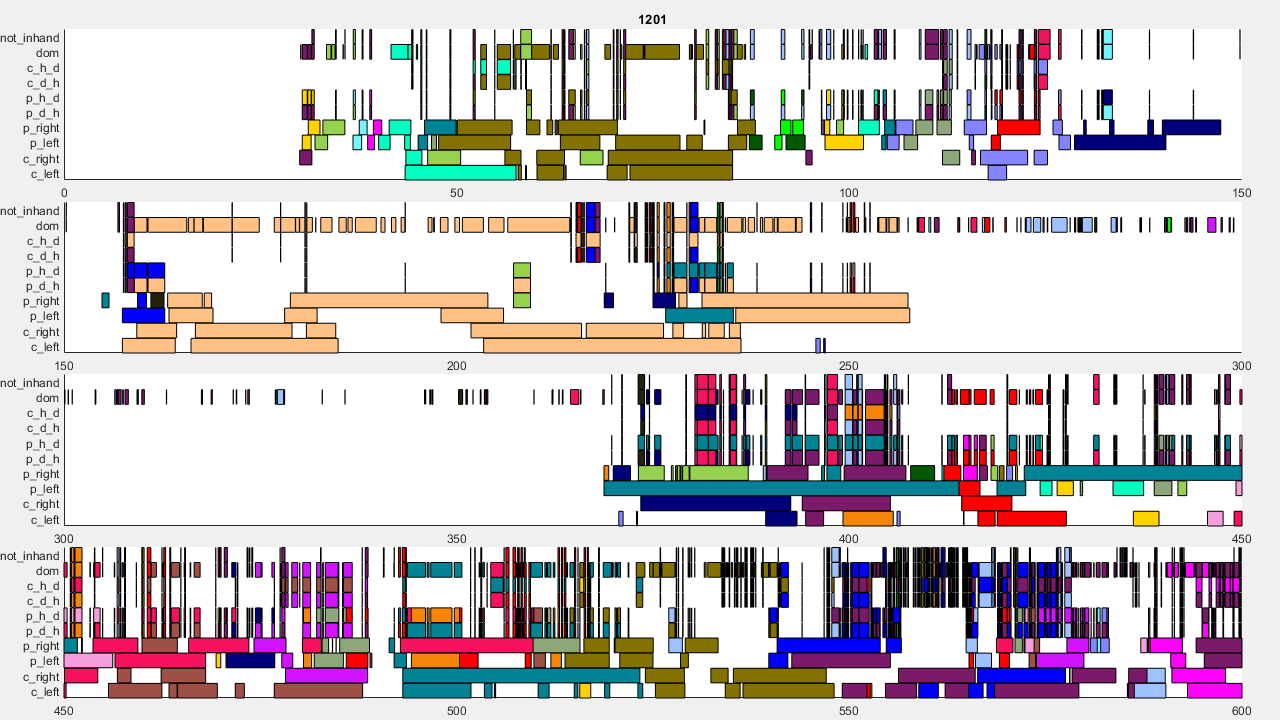 1201
not_inhand
dom
c_h_d
c_d_h
p_h_d
p_d_h
p_right
p_left
c_right
c_left
0 50 100 150
not_inhand
dom
c_h_d
c_d_h
p_h_d
p_d_h
p_right
p_left
c_right
c_left
150 200 250 300
not_inhand
dom
c_h_d
c_d_h
p_h_d
p_d_h
p_right
p_left
c_right
c_left
300 350 400 450
not_inhand
dom
c_h_d
c_d_h
p_h_d
p_d_h
p_right
p_left
c_right
c_left
450 500 550 600